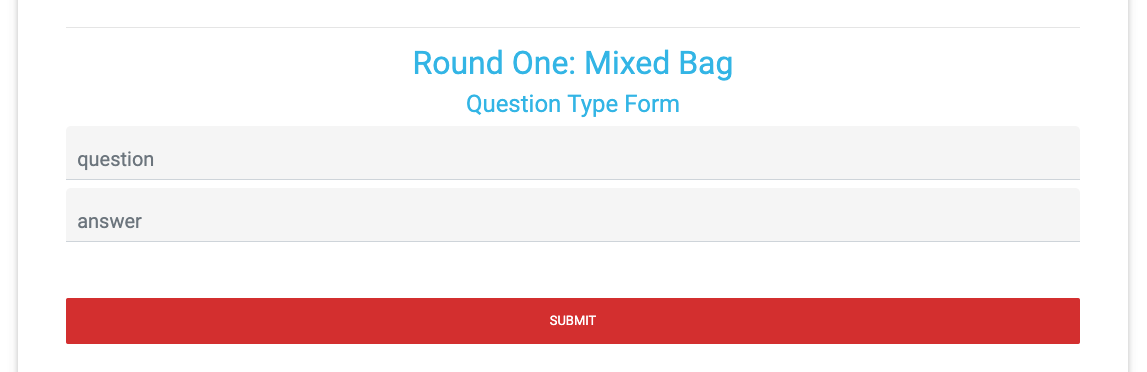 Round One: Mixed Bag
Question Type Form
question
answer
SUBMIT